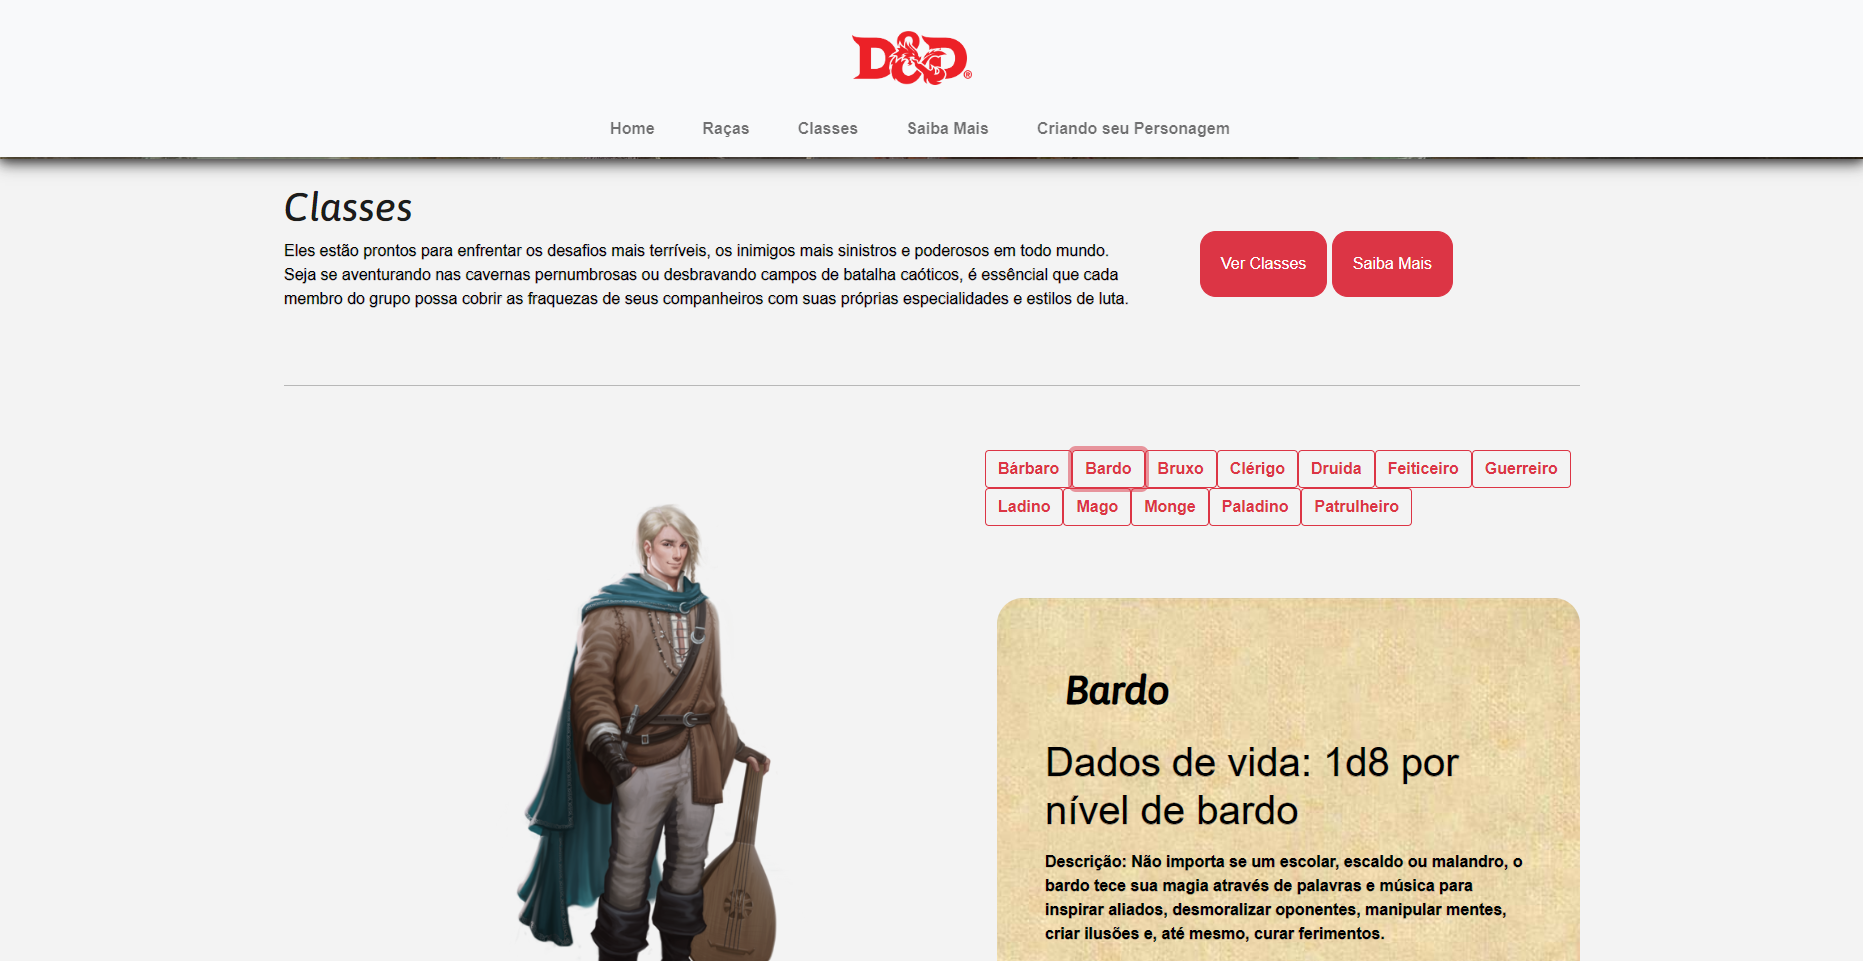 D&D®
Home Raças Classes Saiba Mais Criando seu Personagem
Classes
Eles estão prontos para enfrentar os desafios mais terríveis, os inimigos mais sinistros e poderosos em todo mundo.
Seja se aventurando nas cavernas pernumbrosas ou desbravando campos de batalha caóticos, é essêncial que cada
membro do grupo possa cobrir as fraquezas de seus companheiros com suas próprias especialidades e estilos de luta.
Ver Classes Saiba Mais
Bárbaro Bardo Bruxo Clérigo Druida Feiticeiro Guerreiro
Ladino Mago Monge Paladino Patrulheiro
Bardo
Dados de vida: 1d8 por
nível de bardo
Descrição: Não importa se um escolar, escaldo ou malandro, o
bardo tece sua magia através de palavras e música para
inspirar aliados, desmoralizar oponentes, manipular mentes,
criar ilusões e, até mesmo, curar ferimentos.